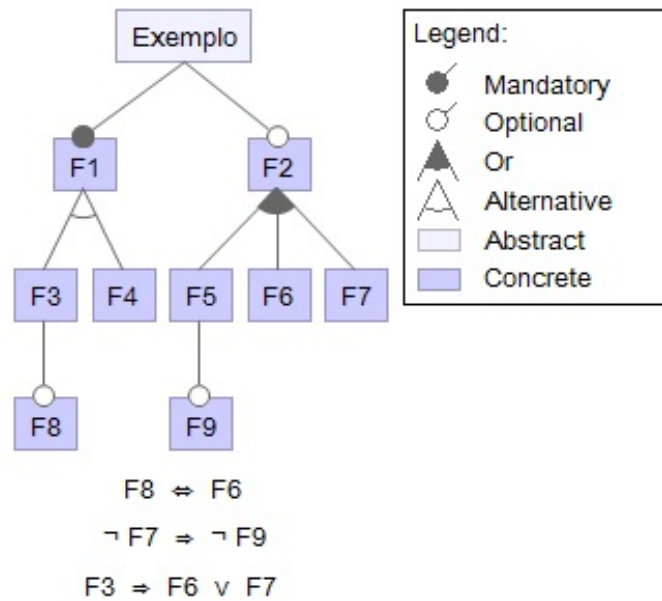 Exemplo
Legend:
Mandatory
Optional
Or
Alternative
Abstract
Concrete
F1
F2
F3
F4
F5
F6
F7
F8
F9
F8 ⇔ F6
¬ F7 ⇒ ¬ F9
F3 ⇒ F6 ∨ F7